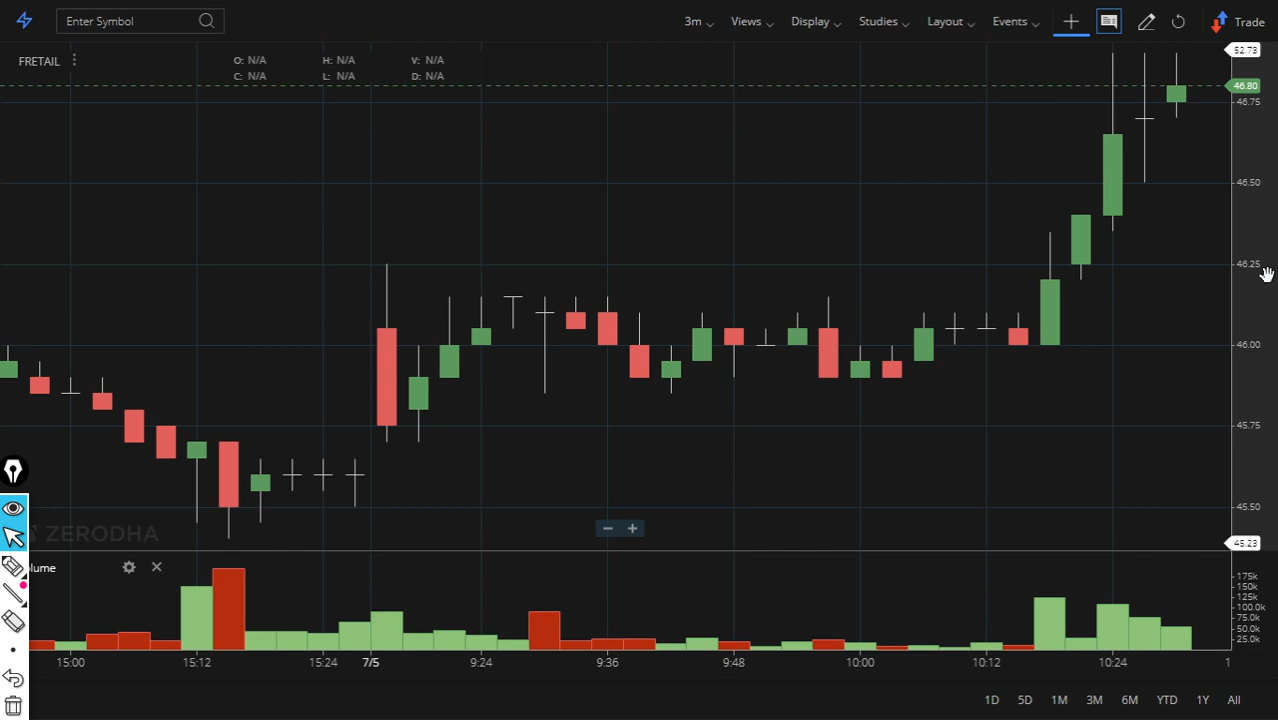 Enter Symbol 3m Views Display Studies Layout Events Trade
FRETAIL O: N/A H: N/A V: N/A
C: N/A L: N/A D: N/A
52.73
46.80
46.75
46.50
46.25
46.00
45.75
45.50
45.23
ZERODHA
olume
175k
150k
125k
100.0k
75.0k
50.0k
25.0k
15:00 15:12 15:24 7/5 9:24 9:36 9:48 10:00 10:12 10:24 1
1D 5D 1M 3M 6M YTD 1Y All